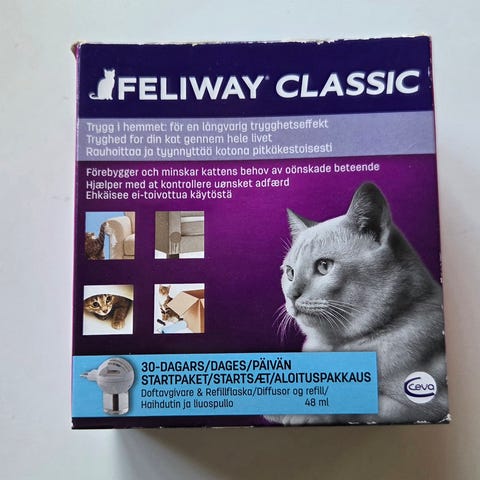 FELIWAY® CLASSIC
Trygg i hemmet: för en långvarig trygghetseffekt
Tryghed for din kat gennem hele livet
Rauhoittaa ja tyynnyttää kotona pitkäkestoisesti
Förebygger och minskar kattens behov av oönskade beteende
Hjælper med at kontrollere uønsket adfærd
Ehkäisee ei-toivottua käytöstä
30-DAGARS/DAGES/PÄIVÄN
STARTPAKET/STARTSÆT/ALOITUSPAKKAUS
Doftavgivare & Refillflaska/Diffusor og refill/
Haihdutin ja liuospullo 48 ml
Ceva